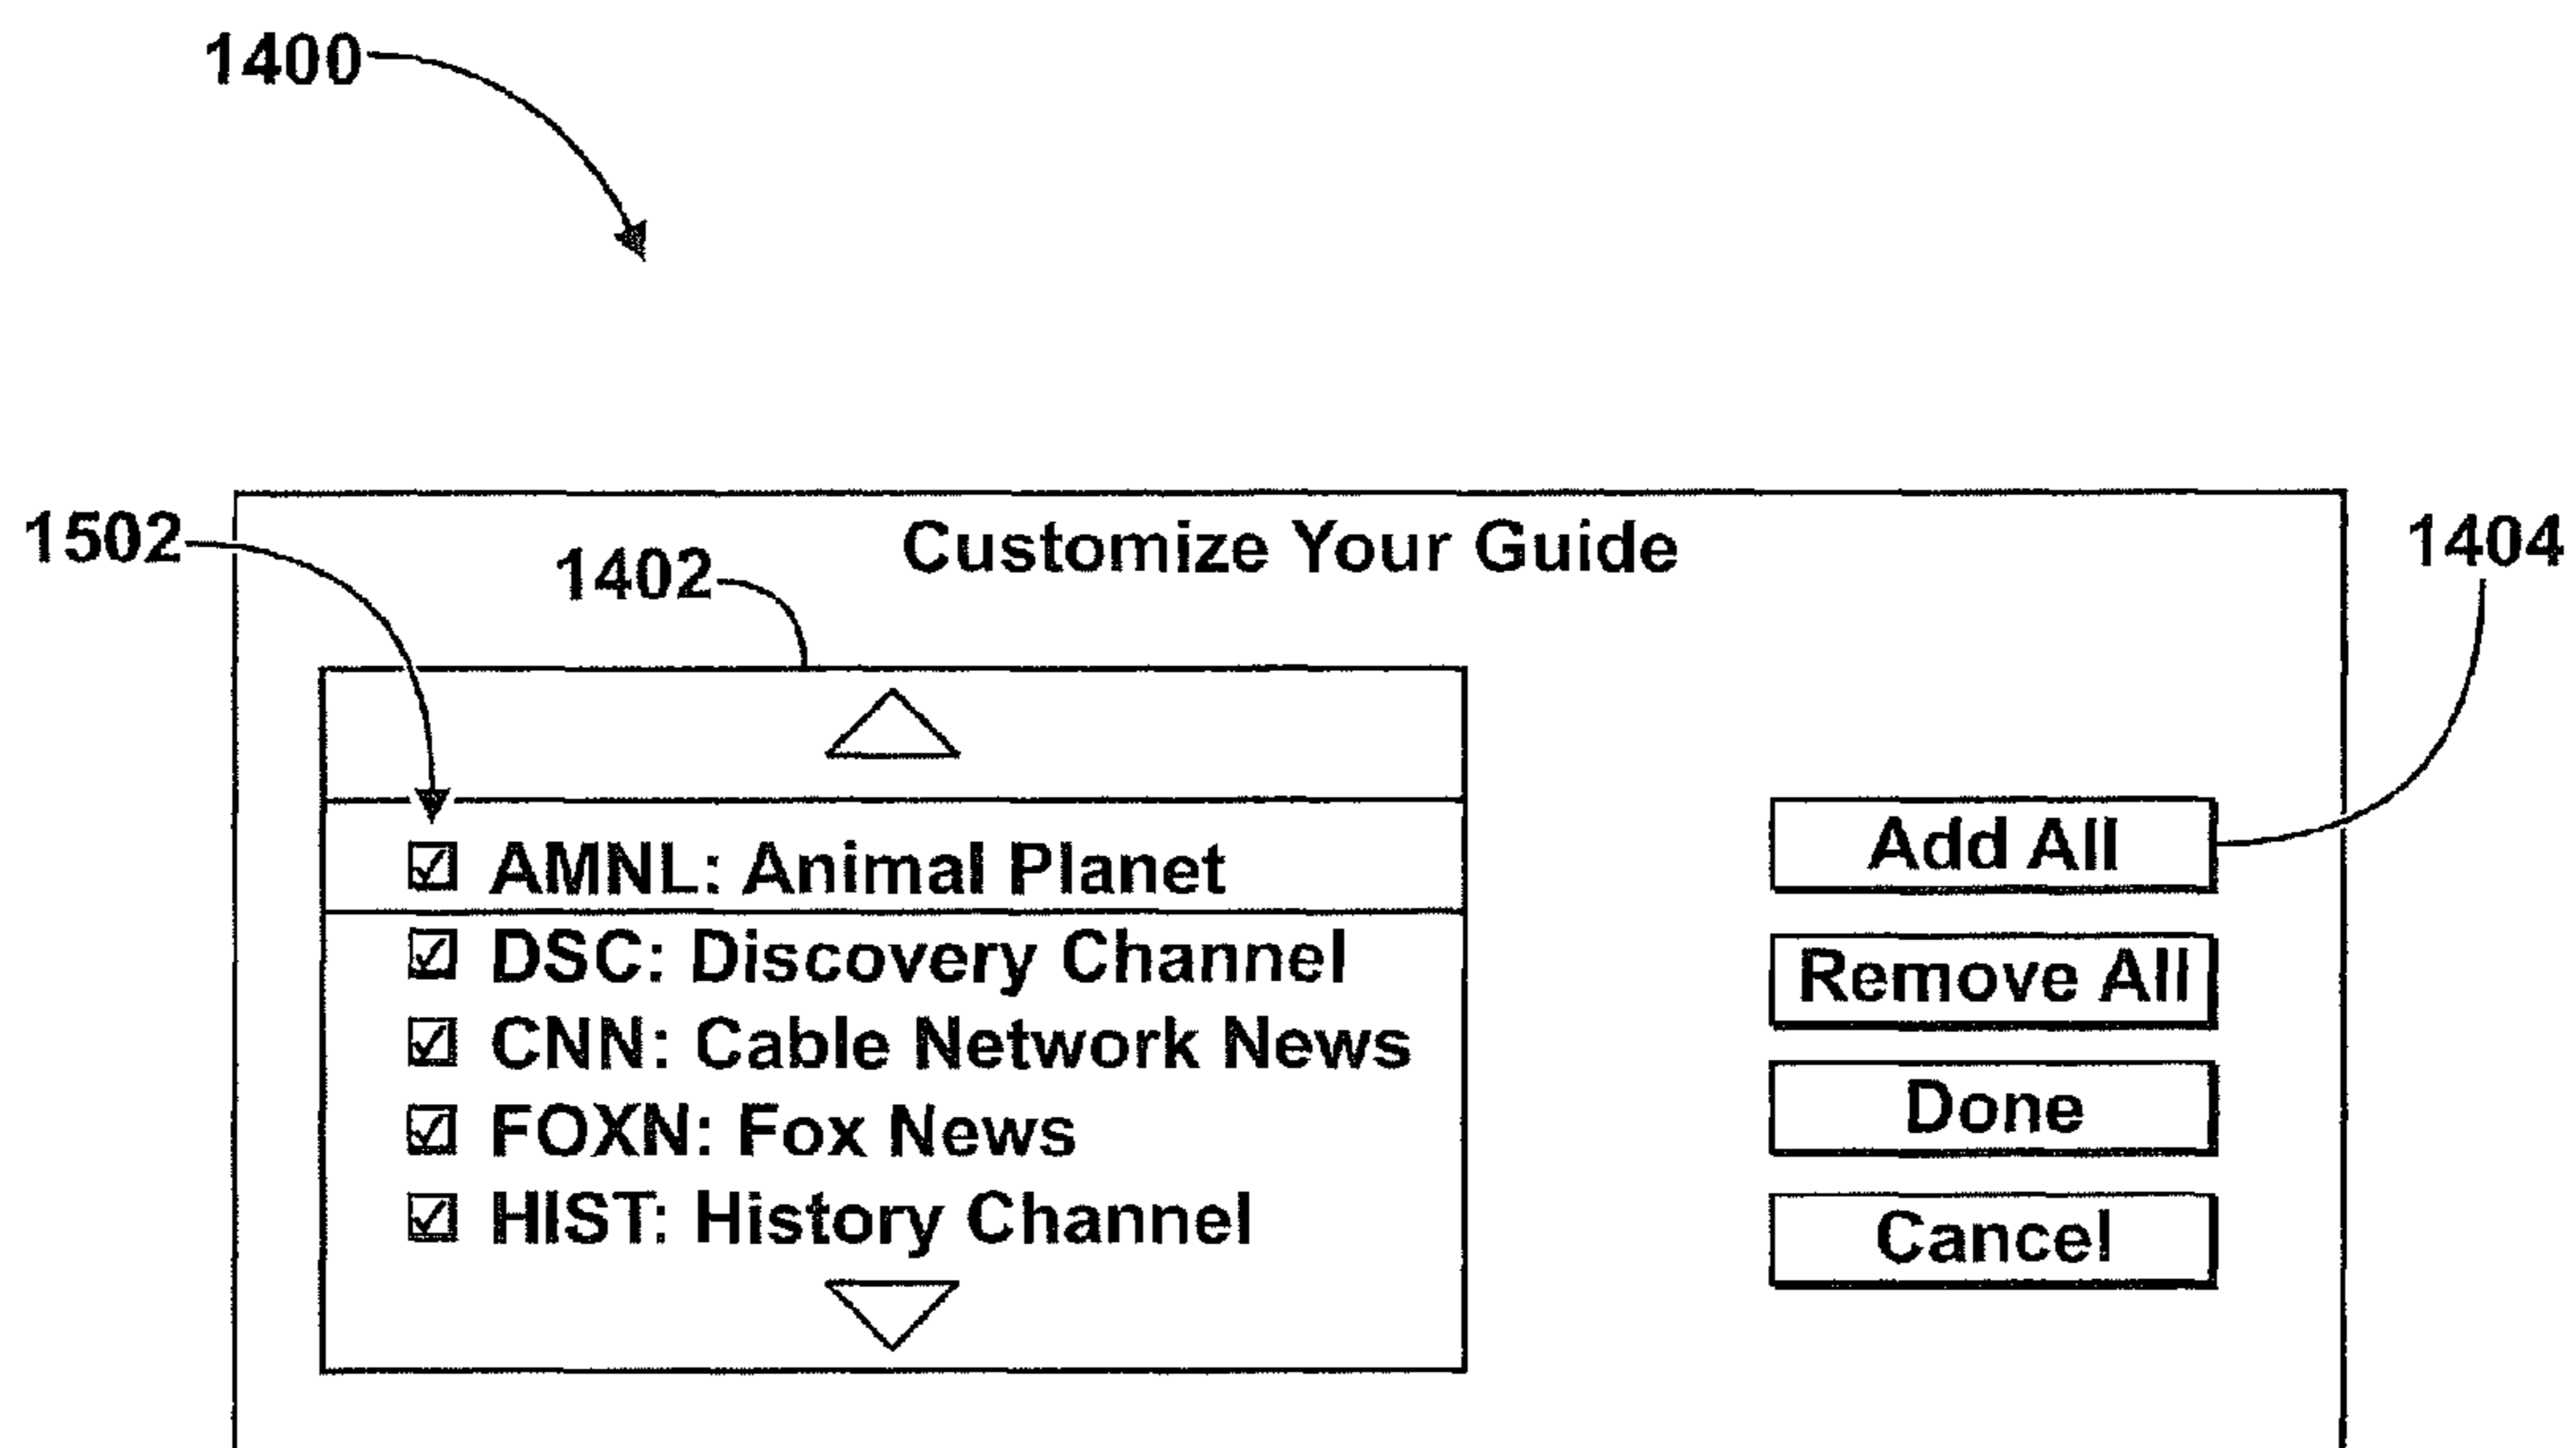 1400
1502
1402
Customize Your Guide
1404
AMNL: Animal Planet
DSC: Discovery Channel
CNN: Cable Network News
FOXN: Fox News
HIST: History Channel
Add All
Remove All
Done
Cancel